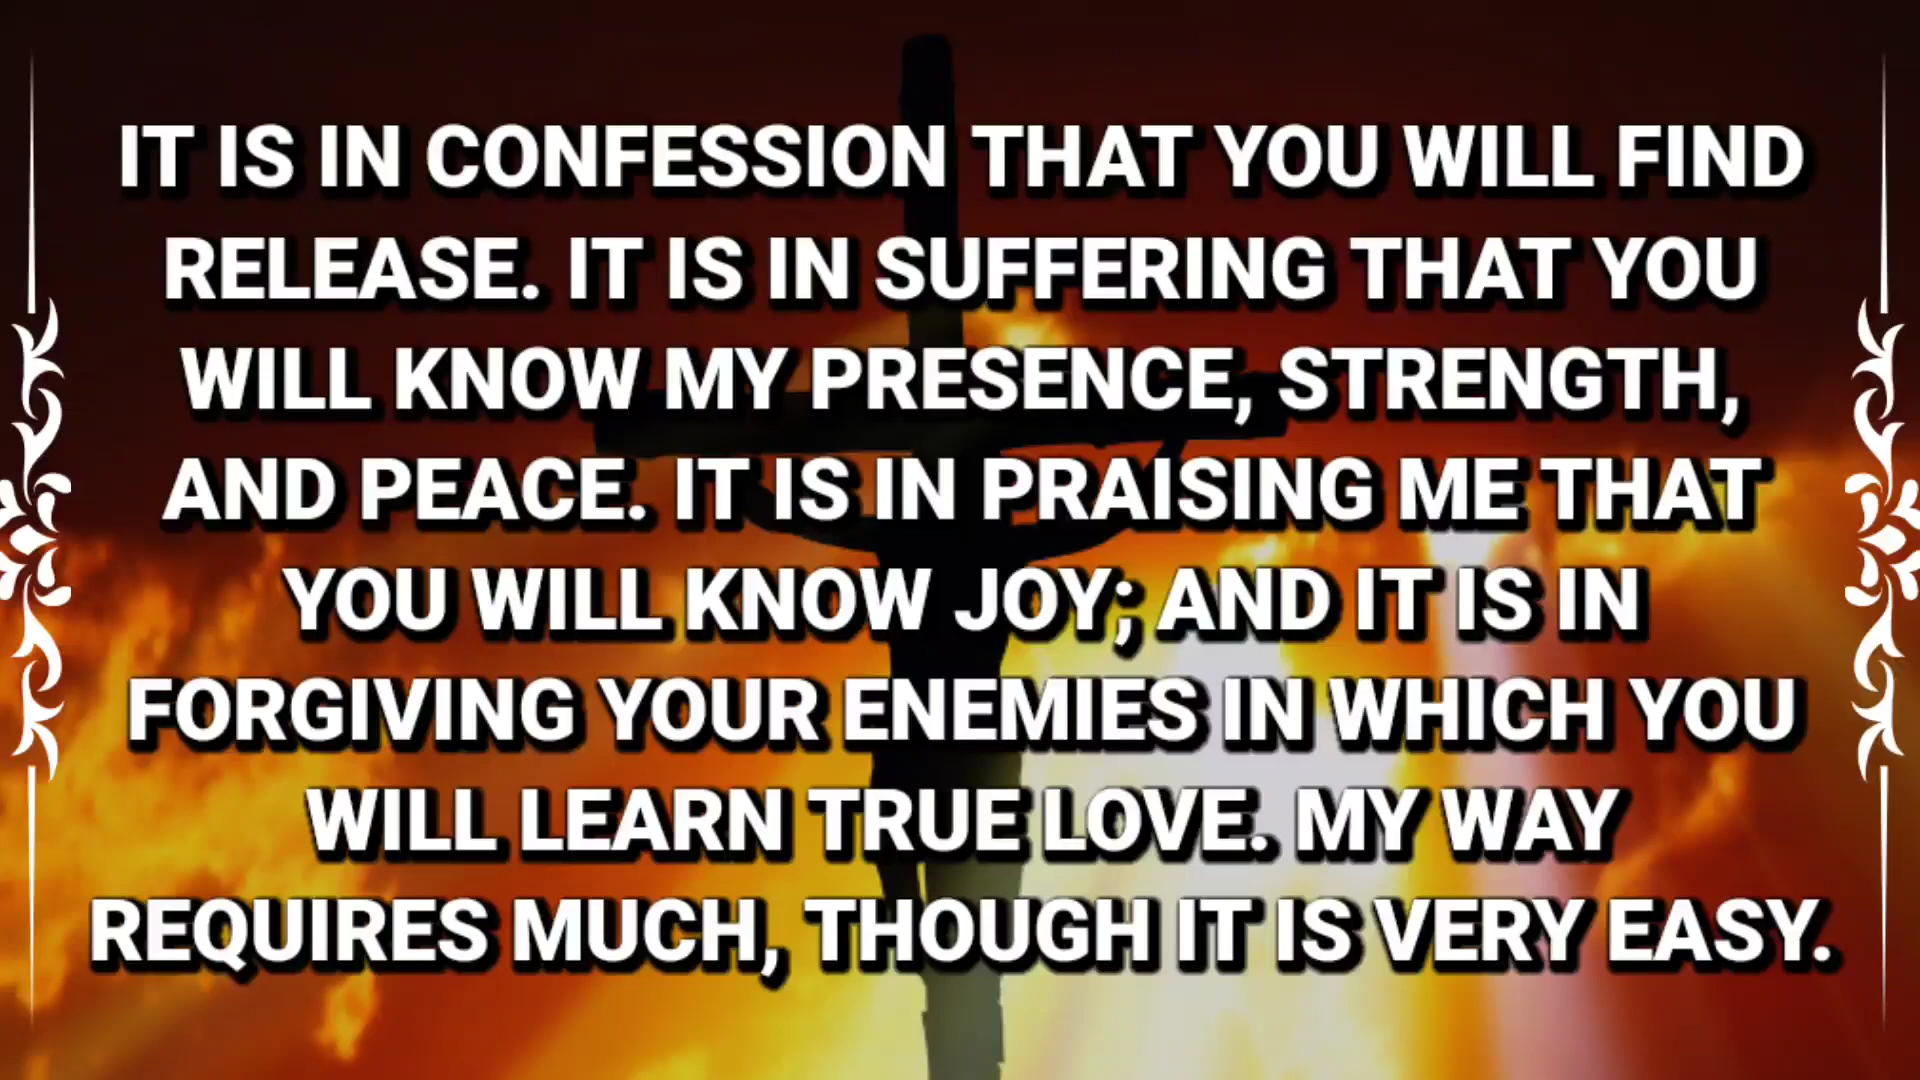 IT IS IN CONFESSION THAT YOU WILL FIND
RELEASE. IT IS IN SUFFERING THAT YOU
WILL KNOW MY PRESENCE, STRENGTH,
AND PEACE. IT IS IN PRAISING ME THAT
YOU WILL KNOW JOY; AND IT IS IN
FORGIVING YOUR ENEMIES IN WHICH YOU
WILL LEARN TRUE LOVE. MY WAY
REQUIRES MUCH, THOUGH IT IS VERY EASY.